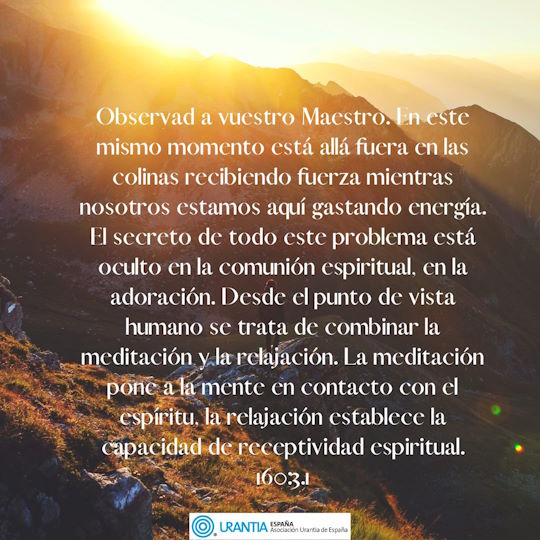 Observad a vuestro Maestro. En este
mismo momento está allá fuera en las
colinas recibiendo fuerza mientras
nosotros estamos aquí gastando energía.
El secreto de todo este problema está
oculto en la comunión espiritual, en la
adoración. Desde el punto de vista
humano se trata de combinar la
meditación y la relajación. La meditación
pone a la mente en contacto con el
espíritu, la relajación establece la
capacidad de receptividad espiritual.
160:3.1
URANTIA ESPAÑA
Asociación Urantia de España